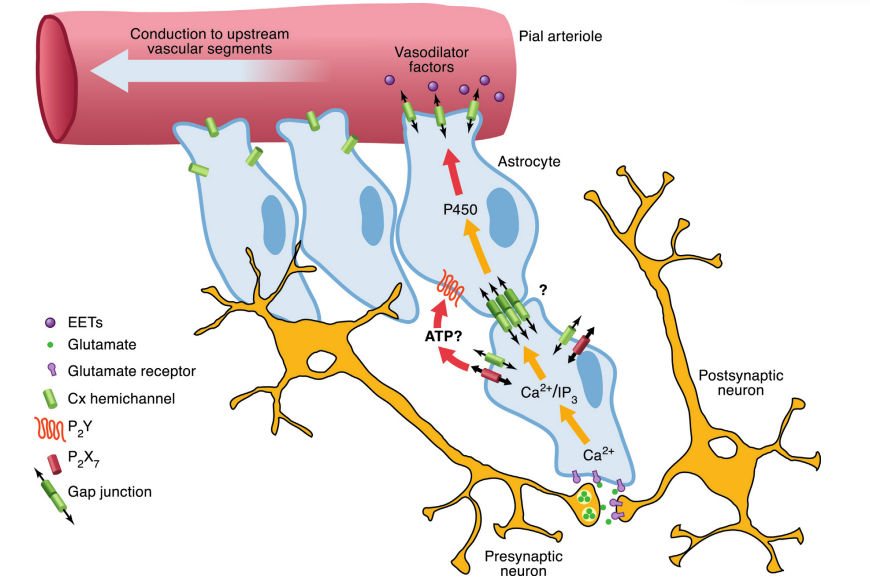 Conduction to upstream
vascular segments
Vasodilator
factors
Pial arteriole
Astrocyte
P450
?
ATP?
Ca²⁺/IP₃
Ca²⁺
Postsynaptic
neuron
Presynaptic
neuron
EETs
Glutamate
Glutamate receptor
Cx hemichannel
P₂Y
P₂X₇
Gap junction